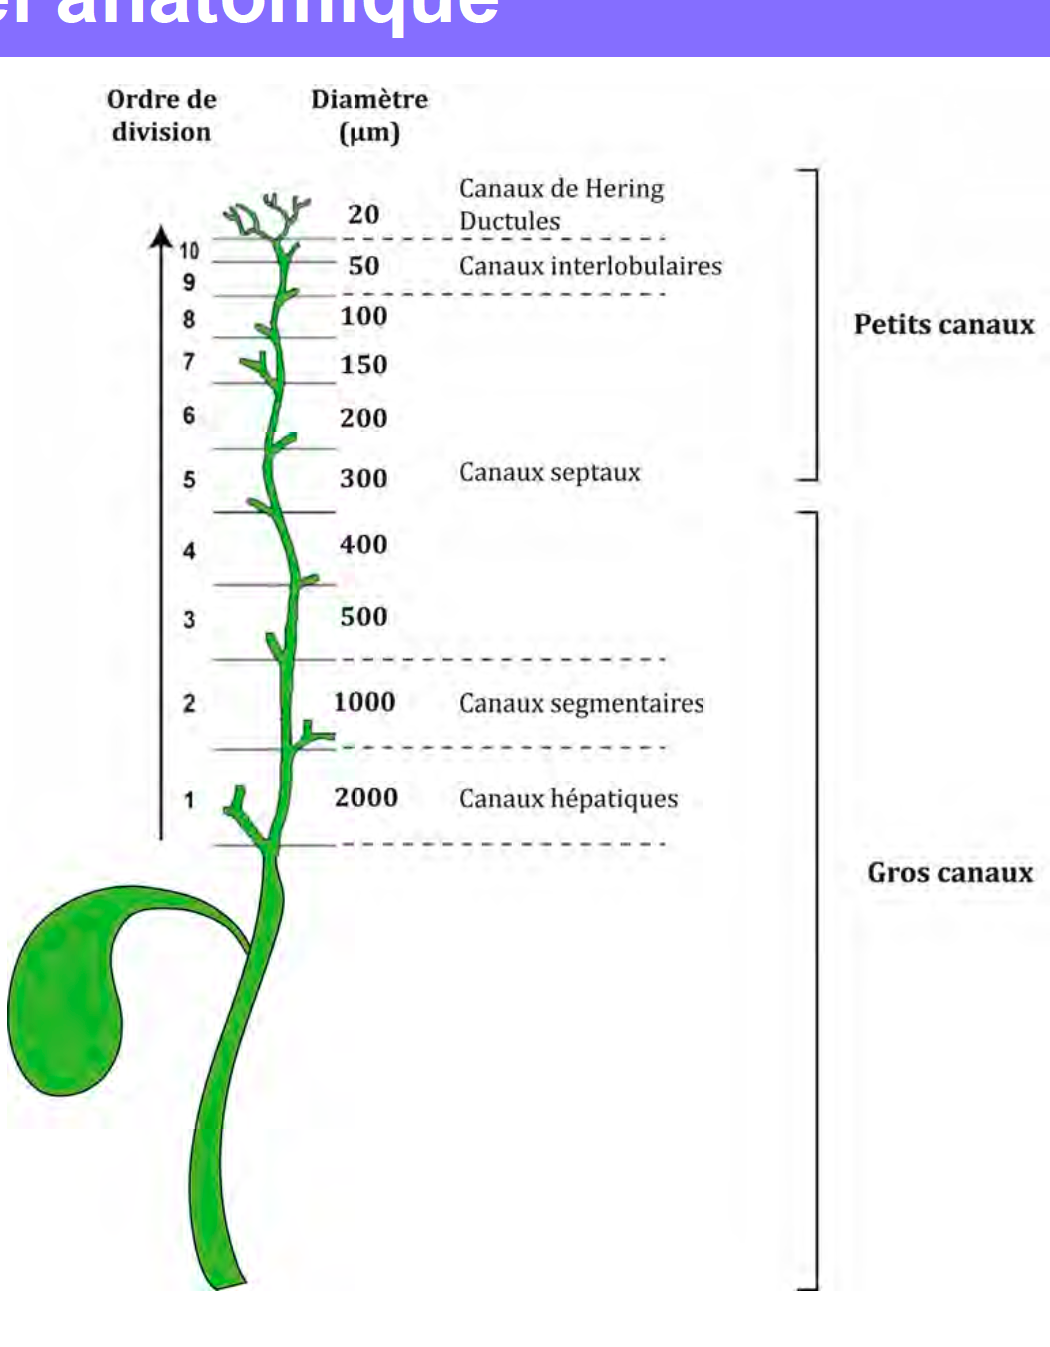 el anatomique
Ordre de
division
Diamètre
(µm)
Canaux de Hering
20
Ductules
10
50 Canaux interlobulaires
9
8 100
Petits canaux
7 150
6 200
5 300 Canaux septaux
4 400
3 500
2 1000 Canaux segmentaires
1 2000 Canaux hépatiques
Gros canaux